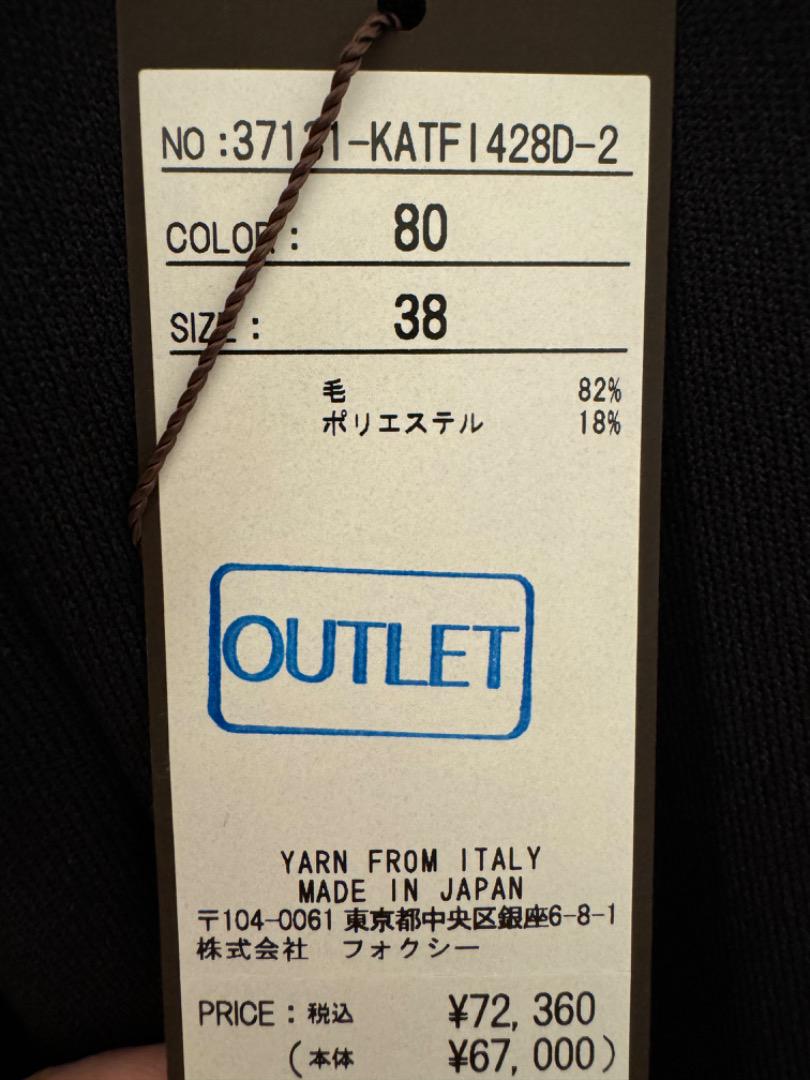 NO:37131-KATFI428D-2
COLOR: 80
SIZE: 38
毛 82%
ポリエステル 18%
OUTLET
YARN FROM ITALY
MADE IN JAPAN
〒104-0061 東京都中央区銀座6-8-1
株式会社 フォクシー
PRICE:税込 ¥72,360
(本体 ¥67,000)